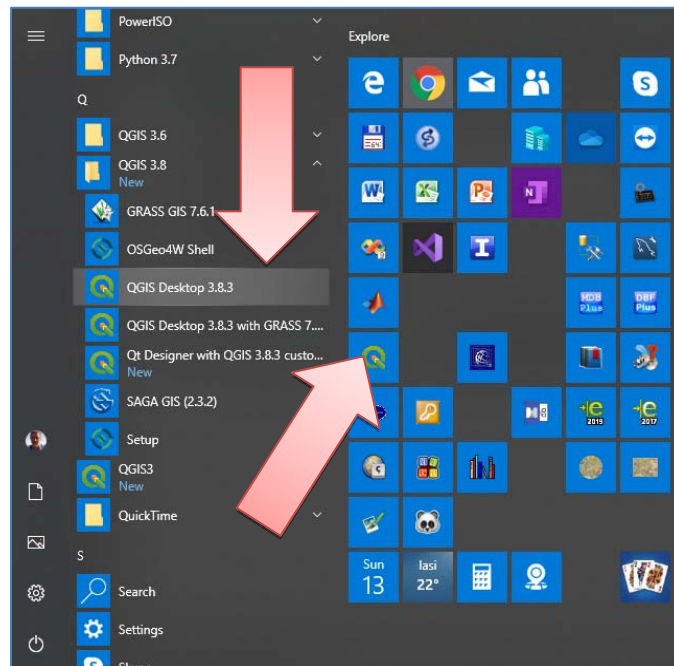 PowerISO
Python 3.7
Q
QGIS 3.6
QGIS 3.8
New
GRASS GIS 7.6.1
OSGeo4W Shell
QGIS Desktop 3.8.3
QGIS Desktop 3.8.3 with GRASS 7....
Qt Designer with QGIS 3.8.3 custo...
New
SAGA GIS (2.3.2)
Setup
QGIS3
New
QuickTime
S
Search
Settings
Explore
MDB Plus
DBF Plus
2019
2017
Sun
13
Iasi
22°